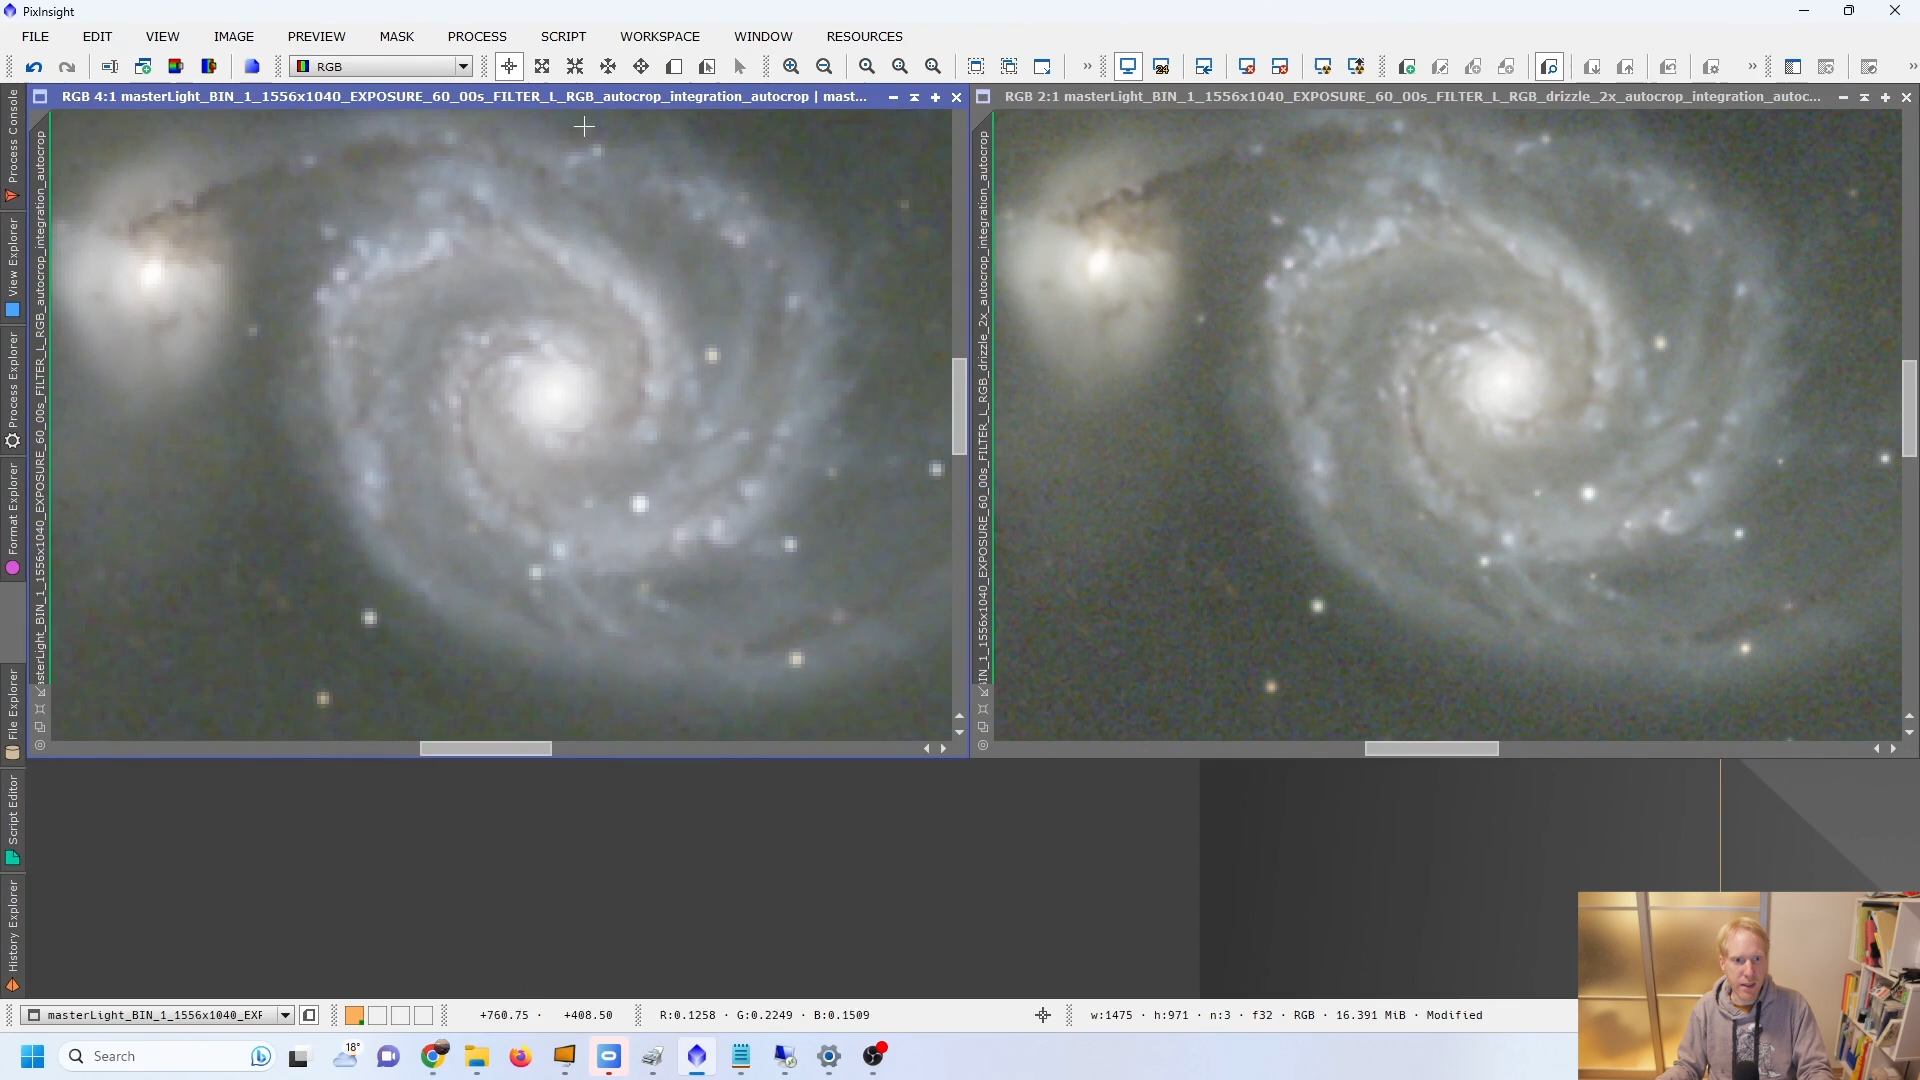 PixInsight
FILE EDIT VIEW IMAGE PREVIEW MASK PROCESS SCRIPT WORKSPACE WINDOW RESOURCES
RGB
24
RGB 4:1 masterLight_BIN_1_1556x1040_EXPOSURE_60_00s_FILTER_L_RGB_autocrop_integration_autocrop | mast...
RGB 2:1 masterLight_BIN_1_1556x1040_EXPOSURE_60_00s_FILTER_L_RGB_drizzle_2x_autocrop_integration_autoc...
Process Console
View Explorer
Process Explorer
Format Explorer
File Explorer
Script Editor
History Explorer
asterLight_BIN_1_1556x1040_EXPOSURE_60_00s_FILTER_L_RGB_autocrop_integration_autocrop
IN_1_1556x1040_EXPOSURE_60_00s_FILTER_L_RGB_drizzle_2x_autocrop_integration_autocrop
masterLight_BIN_1_1556x1040_EXF
+760.75 · +408.50
R:0.1258 · G:0.2249 · B:0.1509
w:1475 · h:971 · n:3 · f32 · RGB · 16.391 MiB · Modified
Search
18°